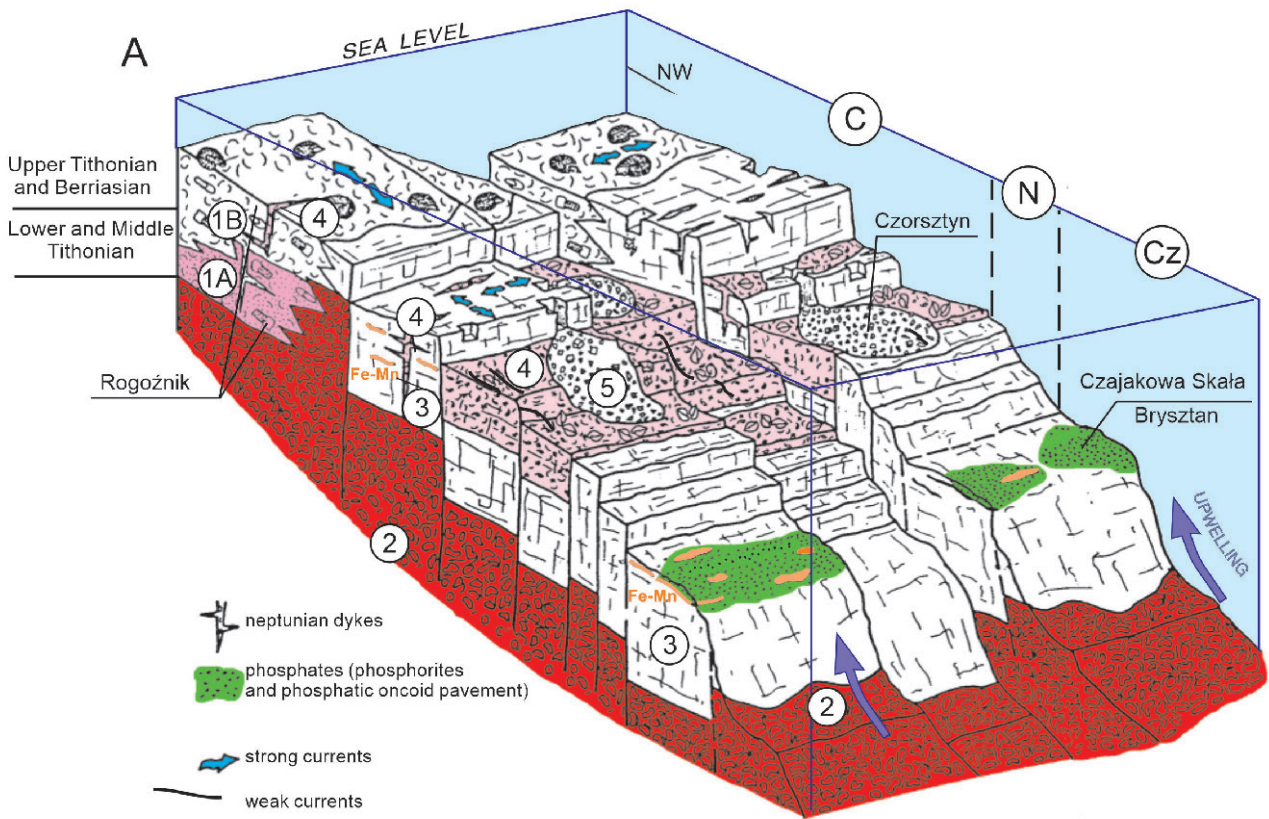 A
SEA LEVEL
NW
C
N
Cz
Upper Tithonian
and Berriasian
Lower and Middle
Tithonian
1B
4
1A
Rogoźnik
4
Fe-Mn
3
4
5
2
Czorsztyn
Czajakowa Skała
Brysztan
UPWELLING
Fe-Mn
3
2
neptunian dykes
phosphates (phosphorites
and phosphatic oncoid pavement)
strong currents
weak currents